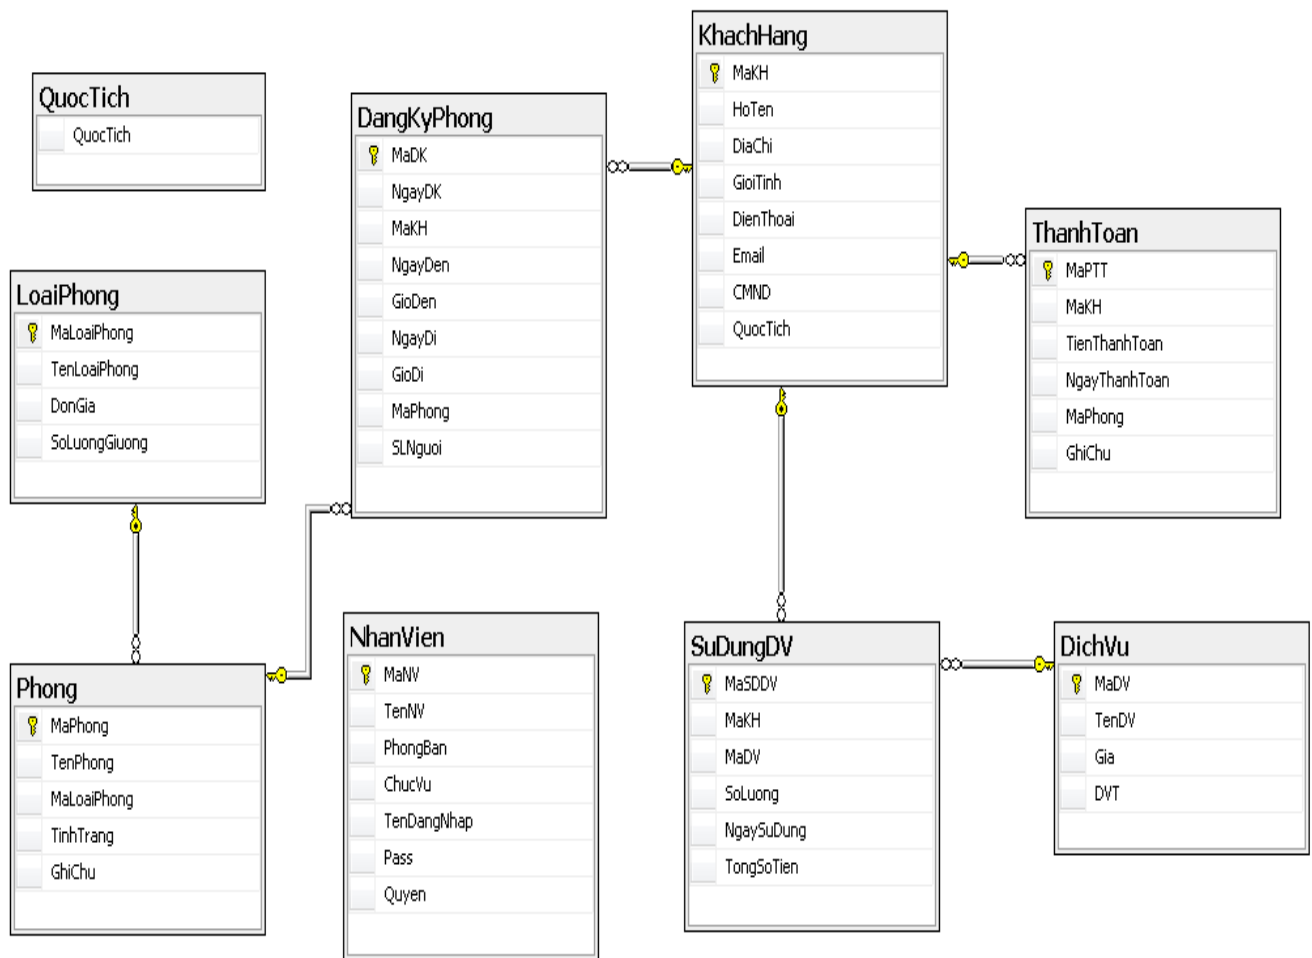 QuocTich
QuocTich
LoaiPhong
MaLoaiPhong
TenLoaiPhong
DonGia
SoLuongGiuong
Phong
MaPhong
TenPhong
MaLoaiPhong
TinhTrang
GhiChu
DangKyPhong
MaDK
NgayDK
MaKH
NgayDen
GioDen
NgayDi
GioDi
MaPhong
SLNguoi
NhanVien
MaNV
TenNV
PhongBan
ChucVu
TenDangNhap
Pass
Quyen
KhachHang
MaKH
HoTen
DiaChi
GioiTinh
DienThoai
Email
CMND
QuocTich
SuDungDV
MaSDDV
MaKH
MaDV
SoLuong
NgaySuDung
TongSoTien
ThanhToan
MaPTT
MaKH
TienThanhToan
NgayThanhToan
MaPhong
GhiChu
DichVu
MaDV
TenDV
Gia
DVT